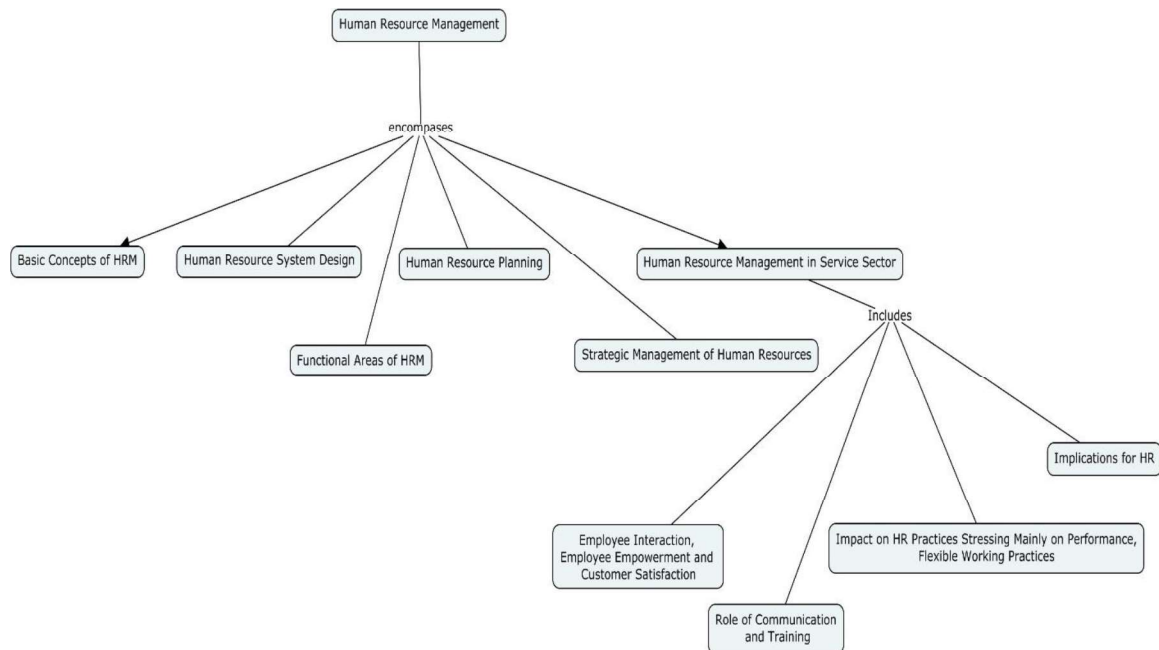 Human Resource Management
encompases
Basic Concepts of HRM
Human Resource System Design
Human Resource Planning
Human Resource Management in Service Sector
Includes
Functional Areas of HRM
Strategic Management of Human Resources
Implications for HR
Employee Interaction,
Employee Empowerment and
Customer Satisfaction
Impact on HR Practices Stressing Mainly on Performance,
Flexible Working Practices
Role of Communication
and Training